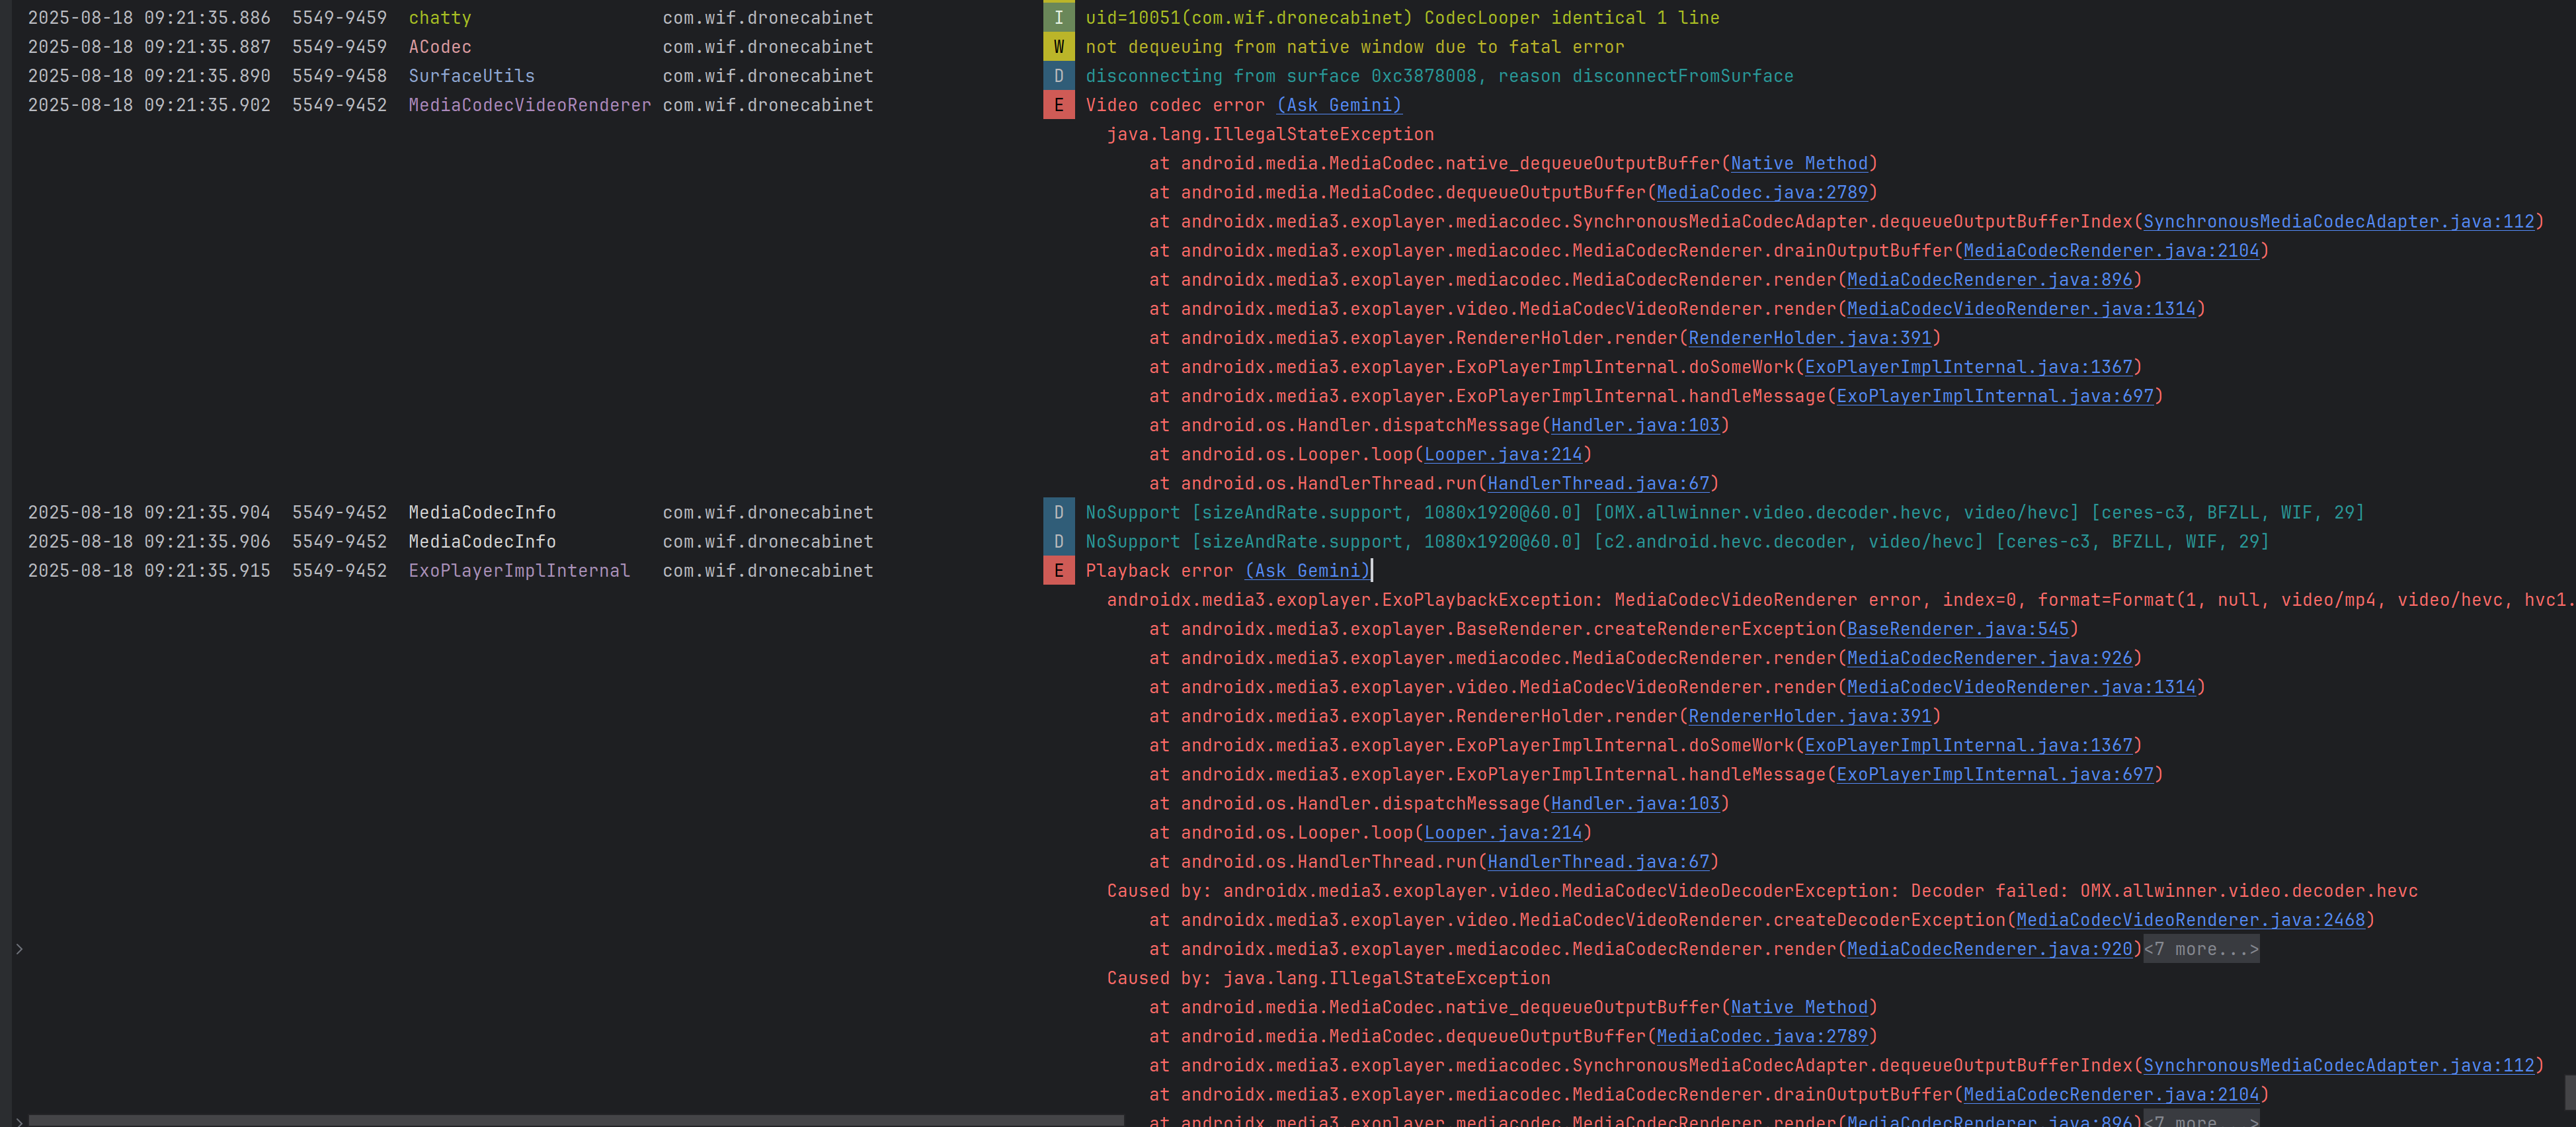 2025-08-18 09:21:35.886  5549-9459  chatty  com.wif.dronecabinet  I  uid=10051(com.wif.dronecabinet) CodecLooper identical 1 line
2025-08-18 09:21:35.887  5549-9459  ACodec  com.wif.dronecabinet  W  not dequeuing from native window due to fatal error
2025-08-18 09:21:35.890  5549-9458  SurfaceUtils  com.wif.dronecabinet  D  disconnecting from surface 0xc3878008, reason disconnectFromSurface
2025-08-18 09:21:35.902  5549-9452  MediaCodecVideoRenderer  com.wif.dronecabinet  E  Video codec error (Ask Gemini)
java.lang.IllegalStateException
at android.media.MediaCodec.native_dequeueOutputBuffer(Native Method)
at android.media.MediaCodec.dequeueOutputBuffer(MediaCodec.java:2789)
at androidx.media3.exoplayer.mediacodec.SynchronousMediaCodecAdapter.dequeueOutputBufferIndex(SynchronousMediaCodecAdapter.java:112)
at androidx.media3.exoplayer.mediacodec.MediaCodecRenderer.drainOutputBuffer(MediaCodecRenderer.java:2104)
at androidx.media3.exoplayer.mediacodec.MediaCodecRenderer.render(MediaCodecRenderer.java:896)
at androidx.media3.exoplayer.video.MediaCodecVideoRenderer.render(MediaCodecVideoRenderer.java:1314)
at androidx.media3.exoplayer.RendererHolder.render(RendererHolder.java:391)
at androidx.media3.exoplayer.ExoPlayerImplInternal.doSomeWork(ExoPlayerImplInternal.java:1367)
at androidx.media3.exoplayer.ExoPlayerImplInternal.handleMessage(ExoPlayerImplInternal.java:697)
at android.os.Handler.dispatchMessage(Handler.java:103)
at android.os.Looper.loop(Looper.java:214)
at android.os.HandlerThread.run(HandlerThread.java:67)
2025-08-18 09:21:35.904  5549-9452  MediaCodecInfo  com.wif.dronecabinet  D  NoSupport [sizeAndRate.support, 1080x1920@60.0] [OMX.allwinner.video.decoder.hevc, video/hevc] [ceres-c3, BFZLL, WIF, 29]
2025-08-18 09:21:35.906  5549-9452  MediaCodecInfo  com.wif.dronecabinet  D  NoSupport [sizeAndRate.support, 1080x1920@60.0] [c2.android.hevc.decoder, video/hevc] [ceres-c3, BFZLL, WIF, 29]
2025-08-18 09:21:35.915  5549-9452  ExoPlayerImplInternal  com.wif.dronecabinet  E  Playback error (Ask Gemini)
androidx.media3.exoplayer.ExoPlaybackException: MediaCodecVideoRenderer error, index=0, format=Format(1, null, video/mp4, video/hevc, hvc1.
at androidx.media3.exoplayer.BaseRenderer.createRendererException(BaseRenderer.java:545)
at androidx.media3.exoplayer.mediacodec.MediaCodecRenderer.render(MediaCodecRenderer.java:926)
at androidx.media3.exoplayer.video.MediaCodecVideoRenderer.render(MediaCodecVideoRenderer.java:1314)
at androidx.media3.exoplayer.RendererHolder.render(RendererHolder.java:391)
at androidx.media3.exoplayer.ExoPlayerImplInternal.doSomeWork(ExoPlayerImplInternal.java:1367)
at androidx.media3.exoplayer.ExoPlayerImplInternal.handleMessage(ExoPlayerImplInternal.java:697)
at android.os.Handler.dispatchMessage(Handler.java:103)
at android.os.Looper.loop(Looper.java:214)
at android.os.HandlerThread.run(HandlerThread.java:67)
Caused by: androidx.media3.exoplayer.video.MediaCodecVideoDecoderException: Decoder failed: OMX.allwinner.video.decoder.hevc
at androidx.media3.exoplayer.video.MediaCodecVideoRenderer.createDecoderException(MediaCodecVideoRenderer.java:2468)
at androidx.media3.exoplayer.mediacodec.MediaCodecRenderer.render(MediaCodecRenderer.java:920)<7 more...>
Caused by: java.lang.IllegalStateException
at android.media.MediaCodec.native_dequeueOutputBuffer(Native Method)
at android.media.MediaCodec.dequeueOutputBuffer(MediaCodec.java:2789)
at androidx.media3.exoplayer.mediacodec.SynchronousMediaCodecAdapter.dequeueOutputBufferIndex(SynchronousMediaCodecAdapter.java:112)
at androidx.media3.exoplayer.mediacodec.MediaCodecRenderer.drainOutputBuffer(MediaCodecRenderer.java:2104)
at androidx.media3.exoplayer.mediacodec.MediaCodecRenderer.render(MediaCodecRenderer.java:896)<7 more...>